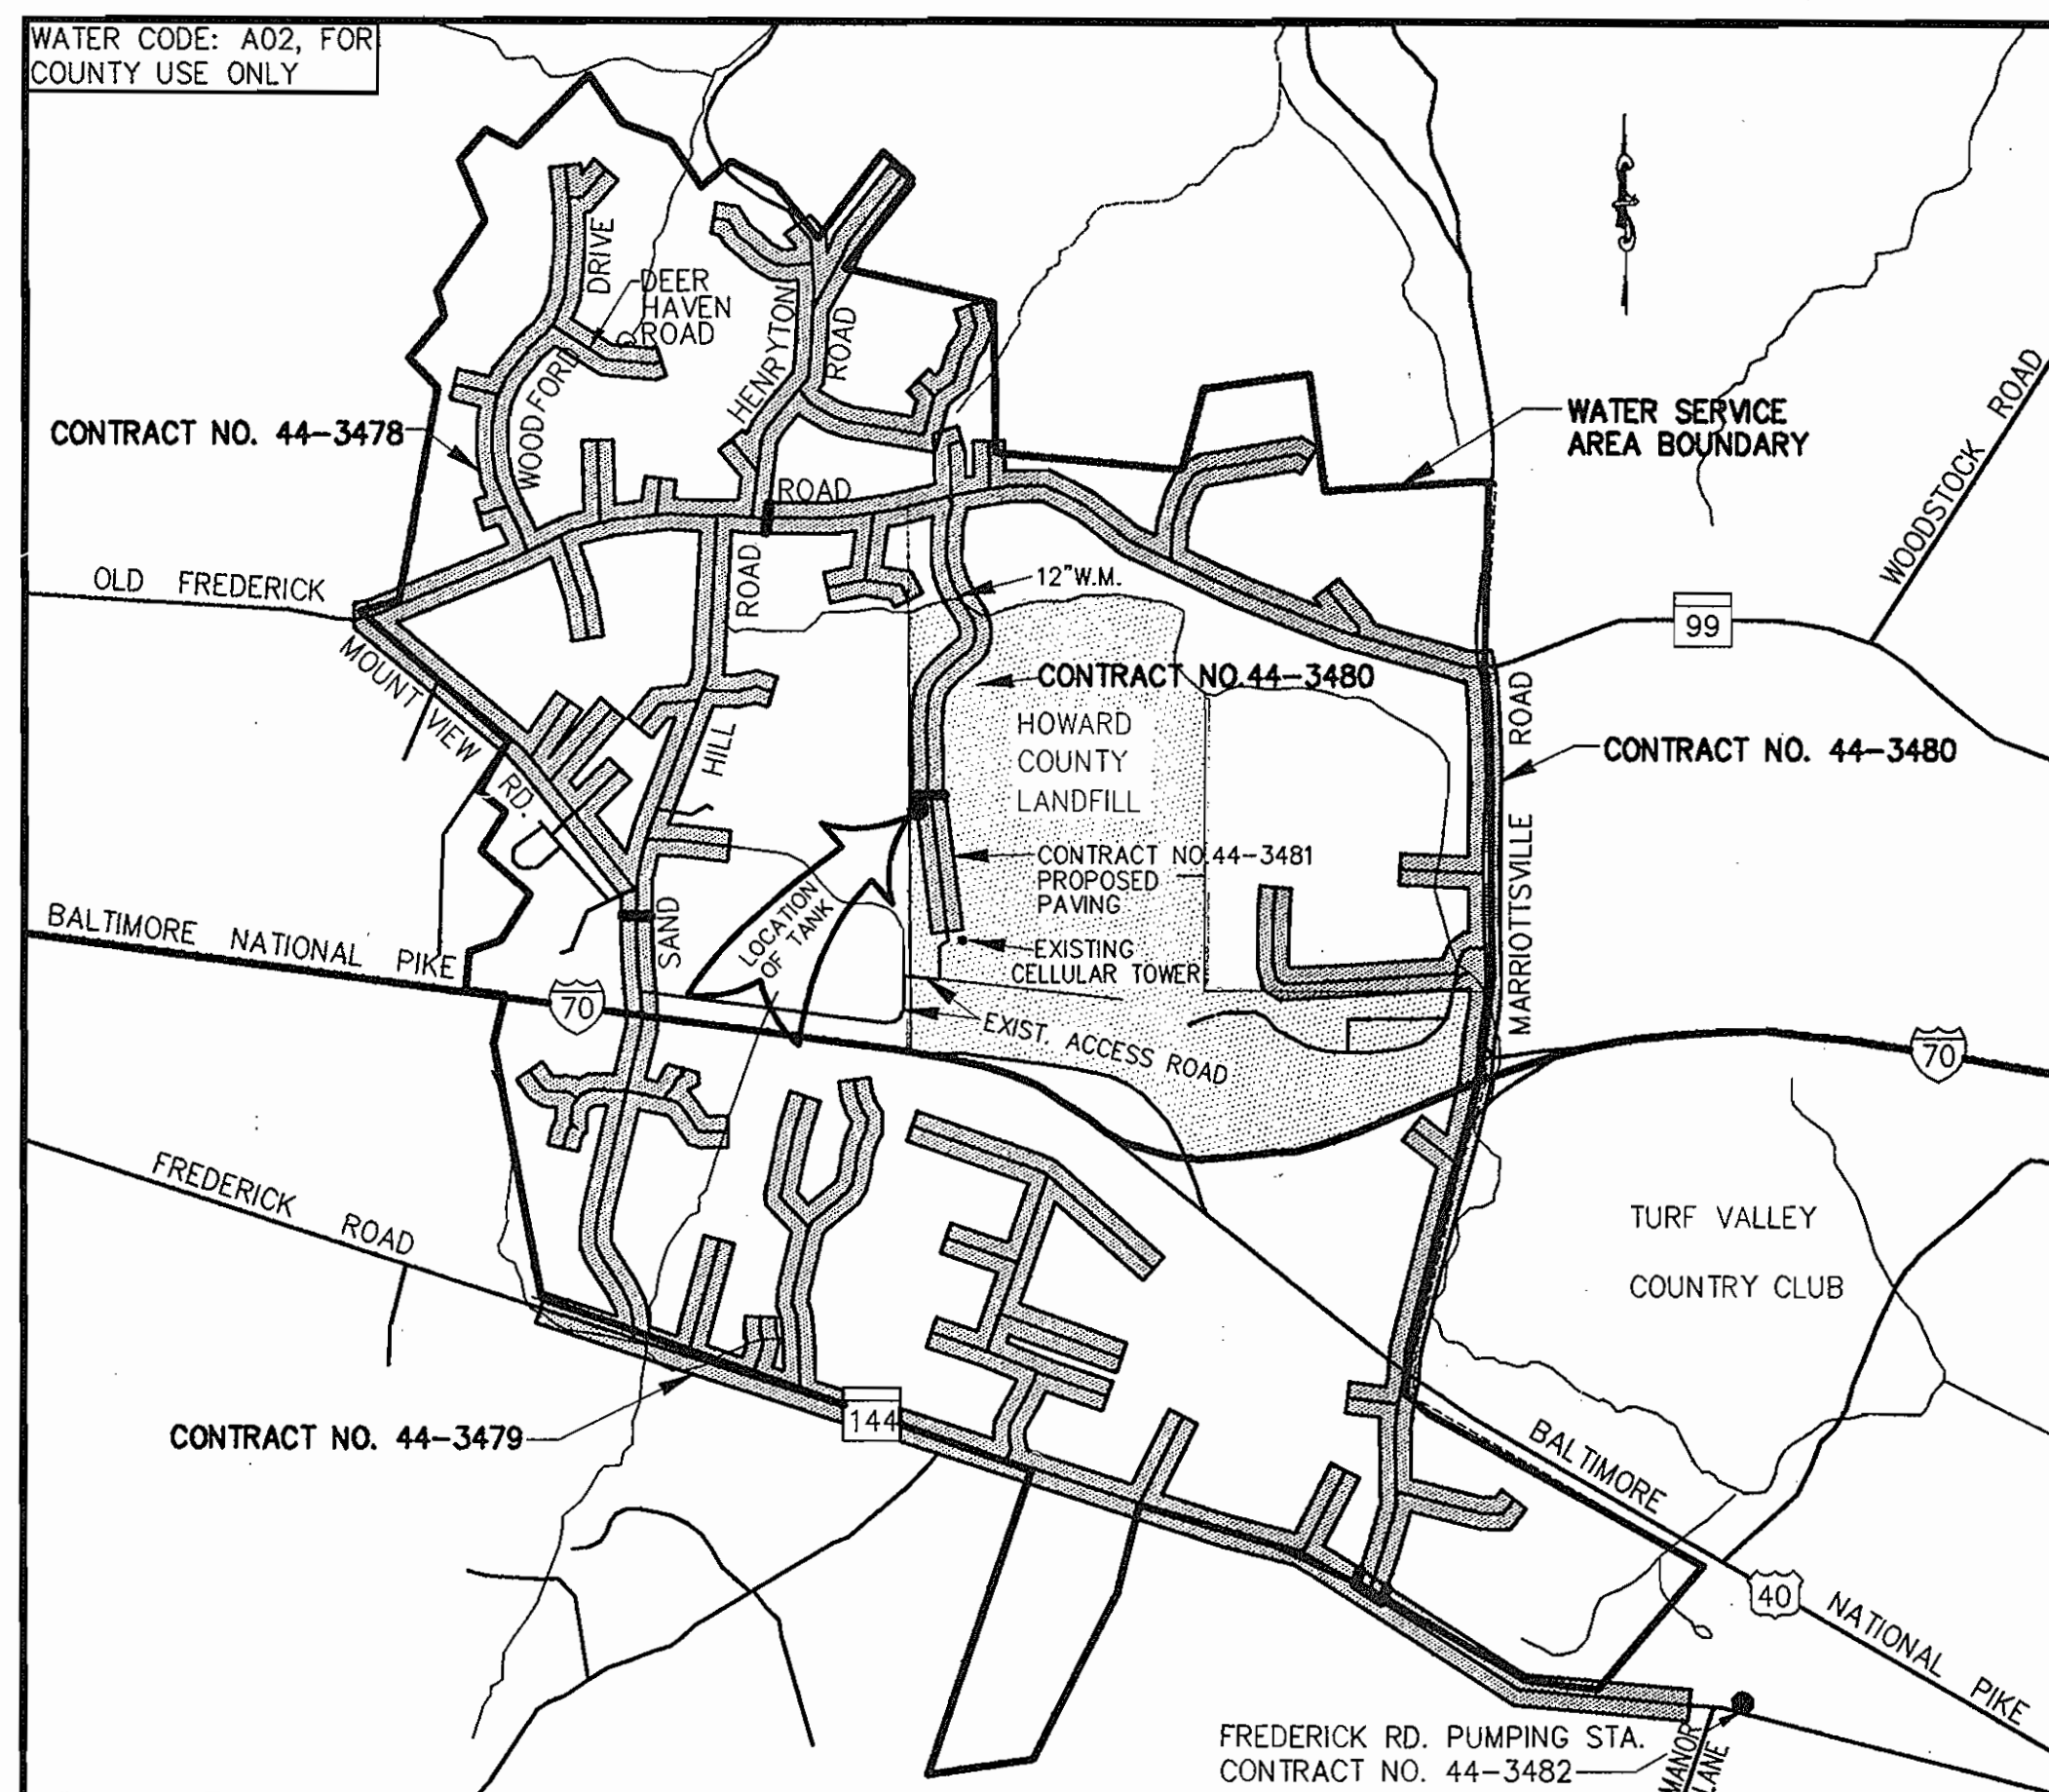 WATER CODE: A02, FOR
COUNTY USE ONLY
DRIVE
DEER
HAVEN
ROAD
WOODFORD
HENRYTON
ROAD
CONTRACT NO. 44-3478
WATER SERVICE
AREA BOUNDARY
WOODSTOCK ROAD
ROAD
OLD FREDERICK
ROAD
12"W.M.
99
MOUNT VIEW RD.
CONTRACT NO.44-3480
HOWARD
COUNTY
LANDFILL
HILL
MARRIOTTSVILLE ROAD
CONTRACT NO. 44-3480
CONTRACT NO.44-3481
PROPOSED
PAVING
LOCATION
OF TANK
SAND
EXISTING
CELLULAR TOWER
BALTIMORE NATIONAL PIKE
70
EXIST. ACCESS ROAD
70
FREDERICK ROAD
TURF VALLEY
COUNTRY CLUB
144
CONTRACT NO. 44-3479
BALTIMORE
40
NATIONAL PIKE
FREDERICK RD. PUMPING STA.
CONTRACT NO. 44-3482
MANOR
LANE